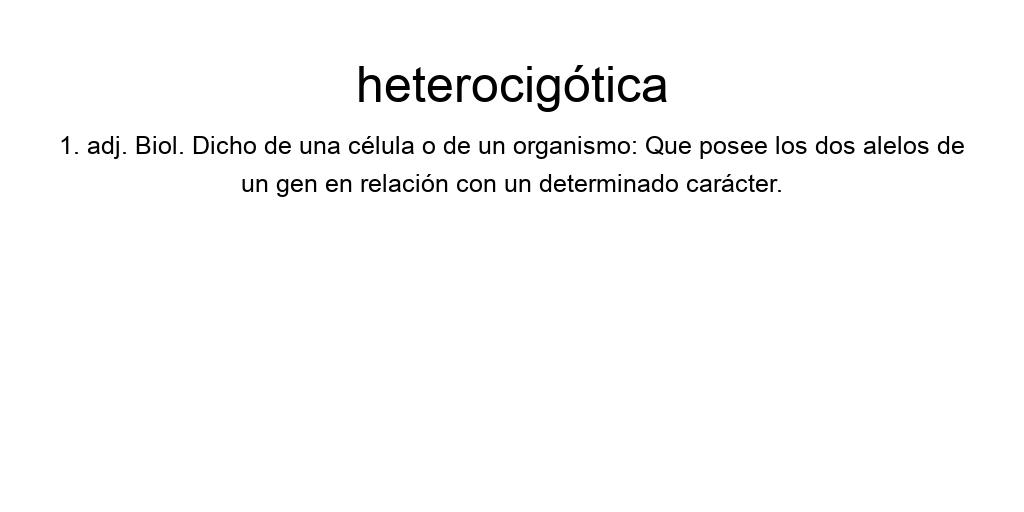 heterocigótica
1. adj. Biol. Dicho de una célula o de un organismo: Que posee los dos alelos de
un gen en relación con un determinado carácter.